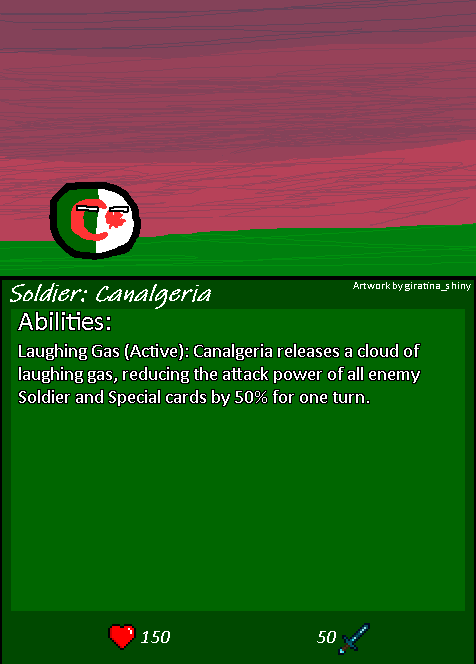 Soldier: Canalgeria
Artwork by giratina_shiny
Abilities:
Laughing Gas (Active): Canalgeria releases a cloud of
laughing gas, reducing the attack power of all enemy
Soldier and Special cards by 50% for one turn.
150
50